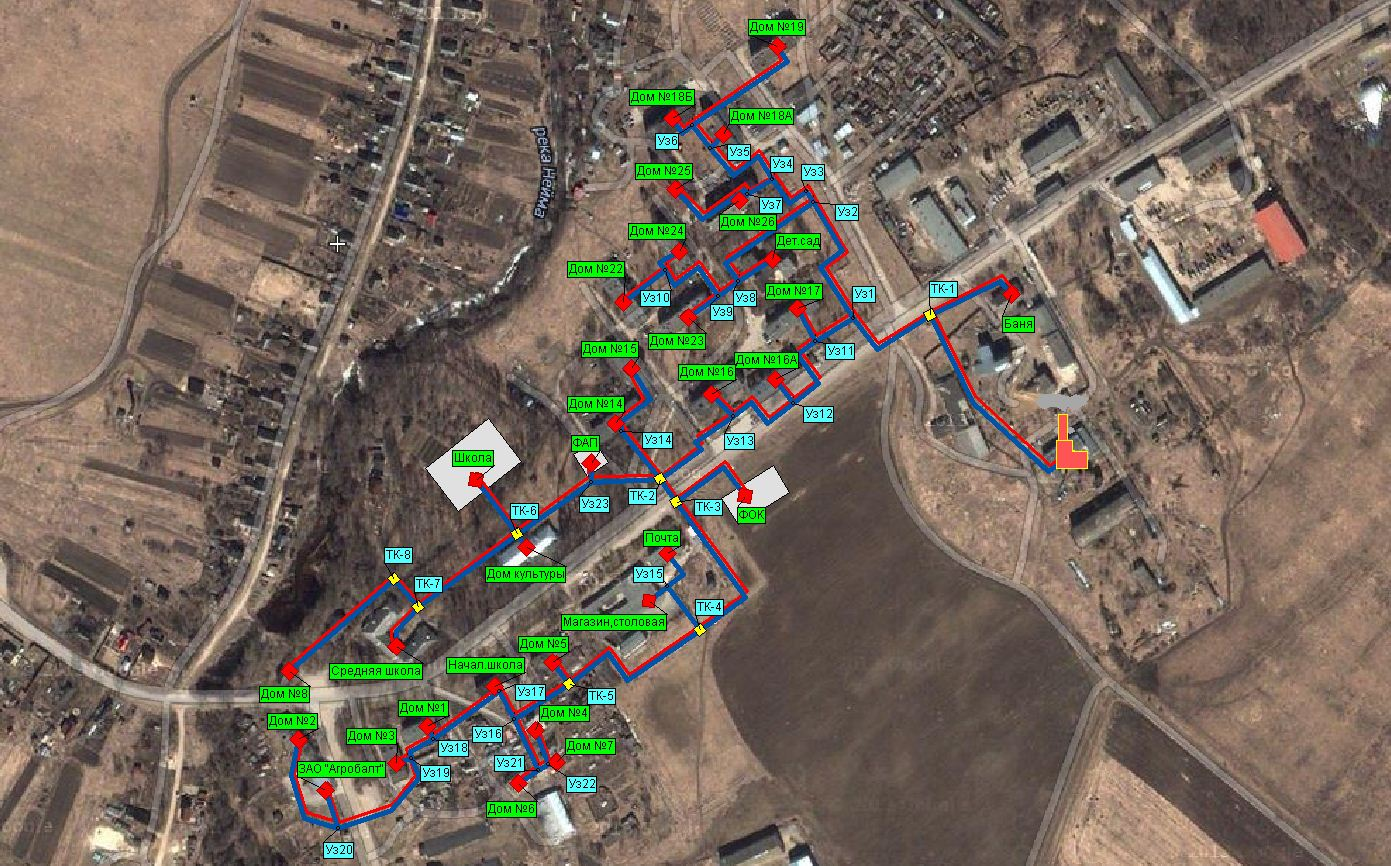 Дом №19
Дом №18Б
Дом №18А
Уз6
Уз5
Уз4
Уз3
Дом №25
Уз7
Уз2
Дом №26
река Немма
Дом №24
Дет.сад
Дом №22
Уз10
Уз8
Дом №17
Уз1
ТК-1
Уз9
Баня
Дом №23
Дом №15
Уз11
Дом №16А
Дом №16
Дом №14
Уз12
Уз14
Уз13
ФАП
Школа
ТК-2
Уз23
ТК-3
ТК-6
ФОК
Почта
ТК-8
Дом культуры
Уз15
ТК-7
ТК-4
Магазин,столовая
Дом №5
Средняя школа
Начал.школа
Дом №8
Уз17
ТК-5
Дом №1
Дом №4
Дом №2
Дом №3
Уз16
Уз18
Дом №7
ЗАО "Агробалт"
Уз19
Уз21
Уз22
Дом №6
Уз20